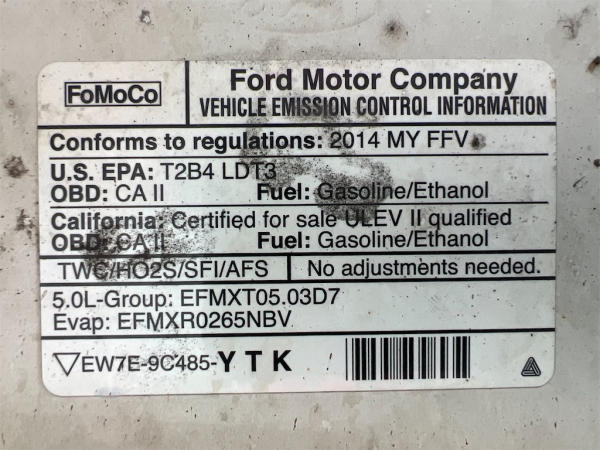 FoMoCo
Ford Motor Company
VEHICLE EMISSION CONTROL INFORMATION
Conforms to regulations: 2014 MY FFV
U.S. EPA: T2B4 LDT3
OBD: CA II Fuel: Gasoline/Ethanol
California: Certified for sale ULEV II qualified
OBD: CA II Fuel: Gasoline/Ethanol
TWC/HO2S/SFI/AFS No adjustments needed.
5.0L-Group: EFMXT05.03D7
Evap: EFMXR0265NBV
EW7E-9C485-YTK